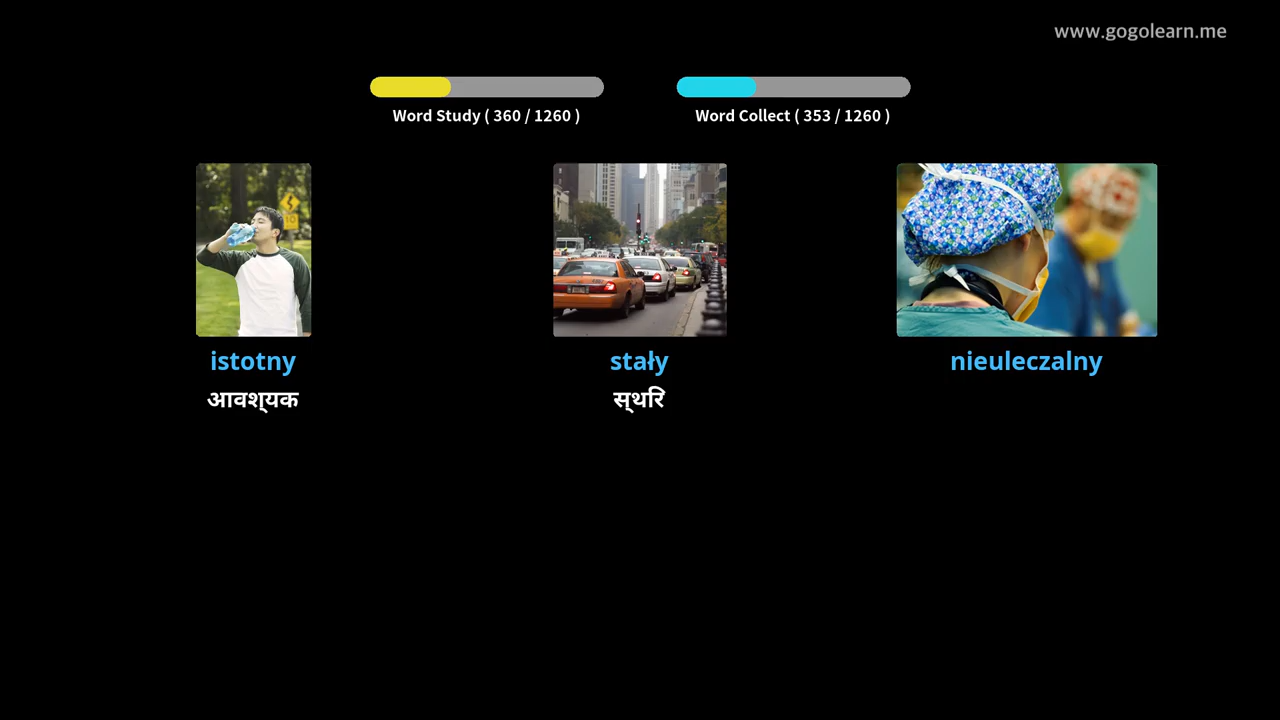 www.gogolearn.me
Word Study ( 360 / 1260 )
Word Collect ( 353 / 1260 )
istotny
stały
nieuleczalny
आवश्यक
स्थिर